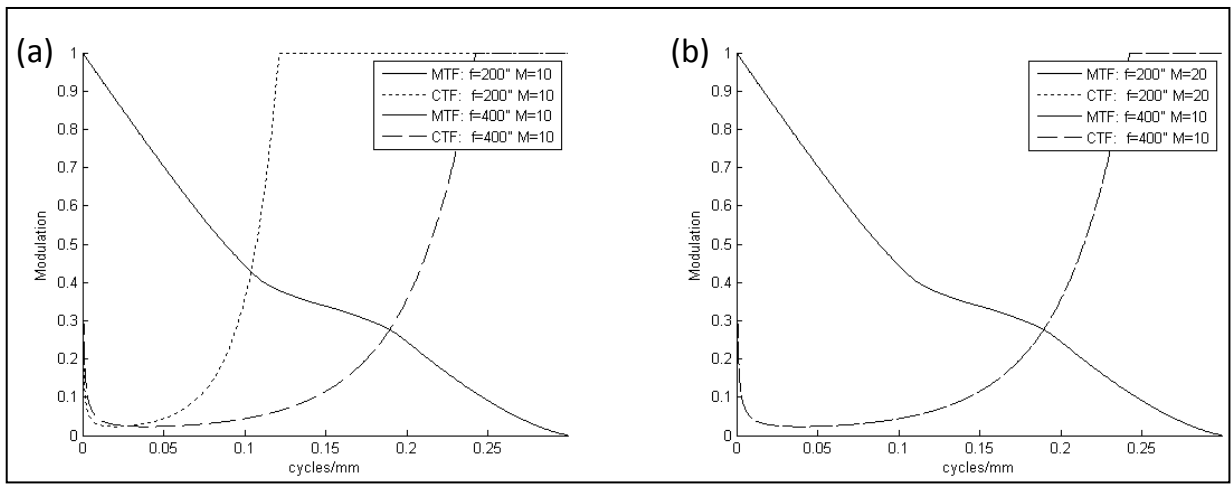 (a)
MTF: f=200" M=10
CTF: f=200" M=10
MTF: f=400" M=10
CTF: f=400" M=10
1
0.9
0.8
0.7
0.6
0.5
0.4
0.3
0.2
0.1
0
Modulation
0 0.05 0.1 0.15 0.2 0.25
cycles/mm
(b)
MTF: f=200" M=20
CTF: f=200" M=20
MTF: f=400" M=10
CTF: f=400" M=10
1
0.9
0.8
0.7
0.6
0.5
0.4
0.3
0.2
0.1
0
Modulation
0 0.05 0.1 0.15 0.2 0.25
cycles/mm